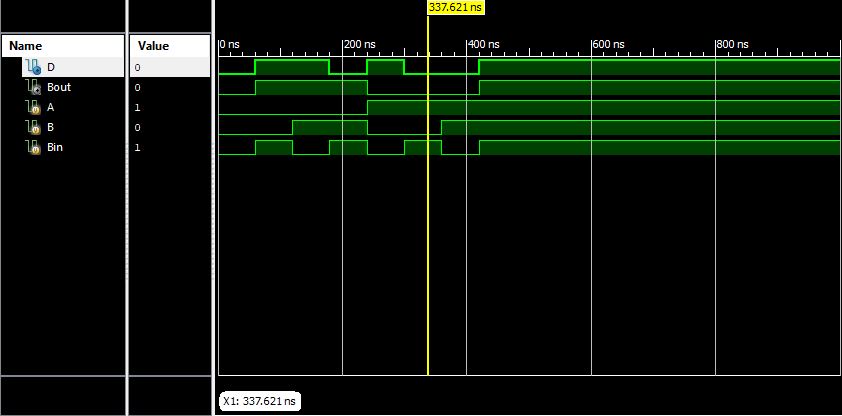 337.621 ns
Name Value
0 ns 200 ns 400 ns 600 ns 800 ns
D 0
Bout 0
A 1
B 0
Bin 1
X1: 337.621 ns